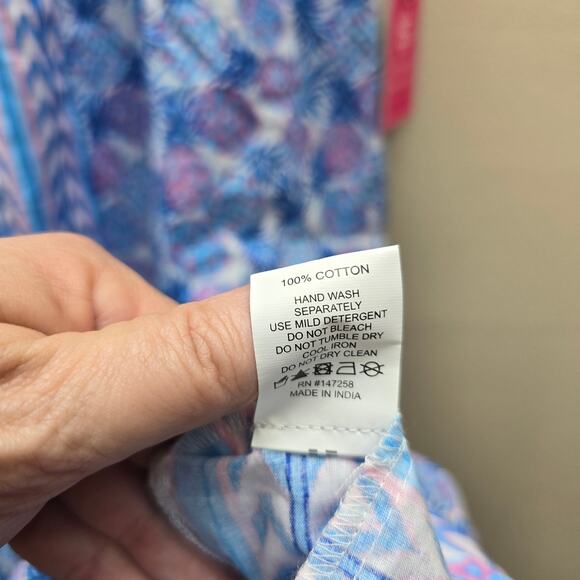 100% COTTON
HAND WASH
SEPARATELY
USE MILD DETERGENT
DO NOT BLEACH
DO NOT TUMBLE DRY
COOL IRON
DO NOT DRY CLEAN
RN #147258
MADE IN INDIA